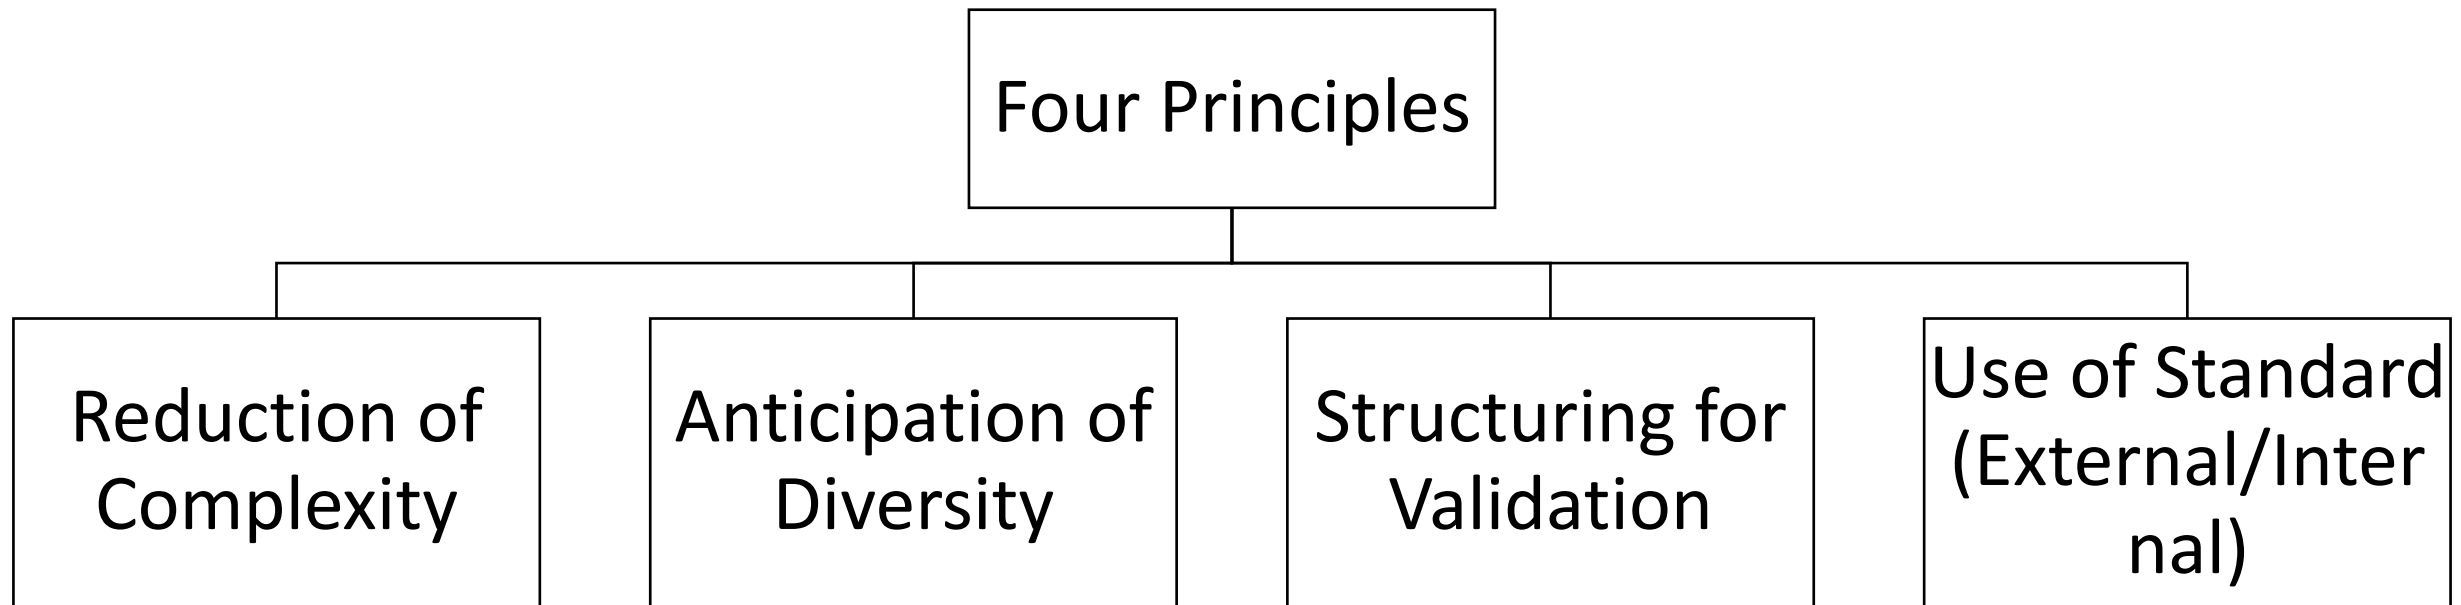 Four Principles
Reduction of
Complexity
Anticipation of
Diversity
Structuring for
Validation
Use of Standard
(External/Inter
nal)